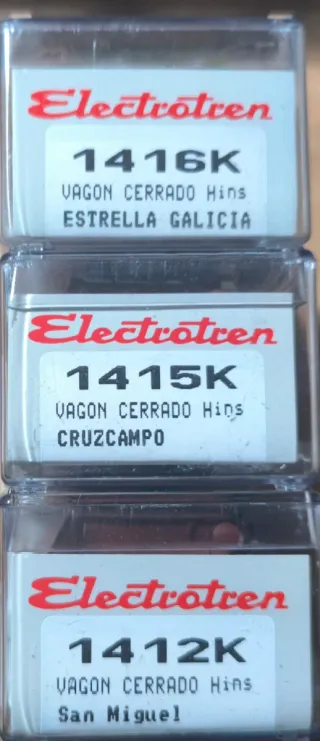 Electrotren
1416K
VAGON CERRADO Hins
ESTRELLA GALICIA
Electrotren
1415K
VAGON CERRADO Hins
CRUZCAMPO
Electrotren
1412K
VAGON CERRADO Hins
San Miguel